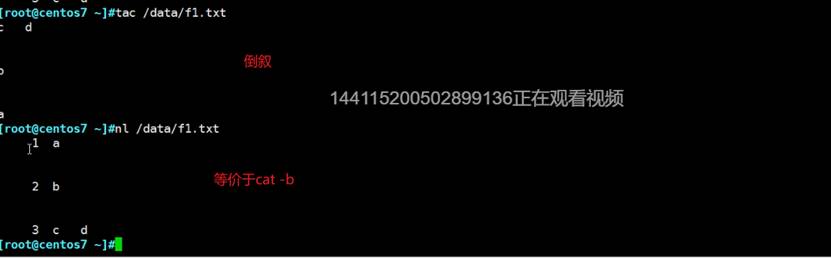 [root@centos7 ~]#tac /data/f1.txt
c   d
倒叙
b
144115200502899136正在观看视频
a
[root@centos7 ~]#nl /data/f1.txt
1  a
等价于cat -b
2  b
3  c   d
[root@centos7 ~]#